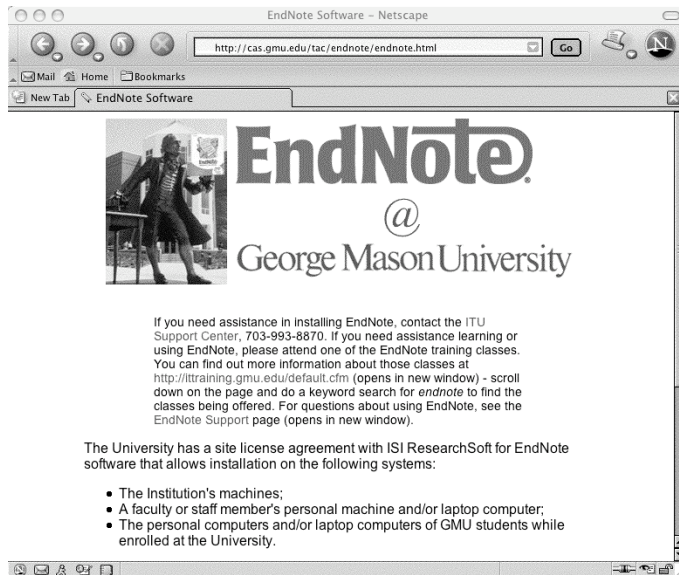 EndNote Software – Netscape
http://cas.gmu.edu/tac/endnote/endnote.html
Go
N
Mail Home Bookmarks
New Tab EndNote Software
EndNote
EndNote
@
George Mason University
If you need assistance in installing EndNote, contact the ITU
Support Center, 703-993-8870. If you need assistance learning or
using EndNote, please attend one of the EndNote training classes.
You can find out more information about those classes at
http://ittraining.gmu.edu/default.cfm (opens in new window) - scroll
down on the page and do a keyword search for endnote to find the
classes being offered. For questions about using EndNote, see the
EndNote Support page (opens in new window).
The University has a site license agreement with ISI ResearchSoft for EndNote
software that allows installation on the following systems:
• The Institution's machines;
• A faculty or staff member's personal machine and/or laptop computer;
• The personal computers and/or laptop computers of GMU students while
enrolled at the University.